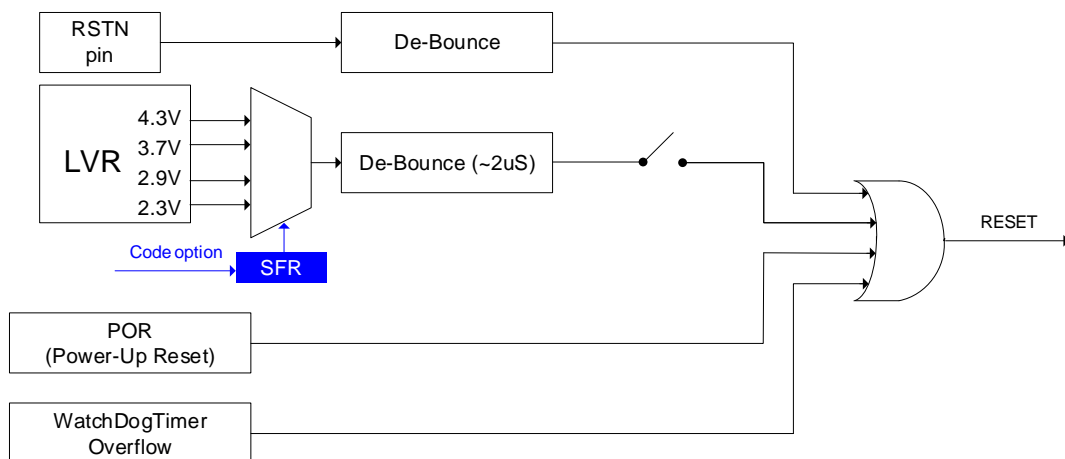 RSTN
pin
De-Bounce
LVR
4.3V
3.7V
2.9V
2.3V
De-Bounce (~2uS)
Code option
SFR
RESET
POR
(Power-Up Reset)
WatchDogTimer
Overflow